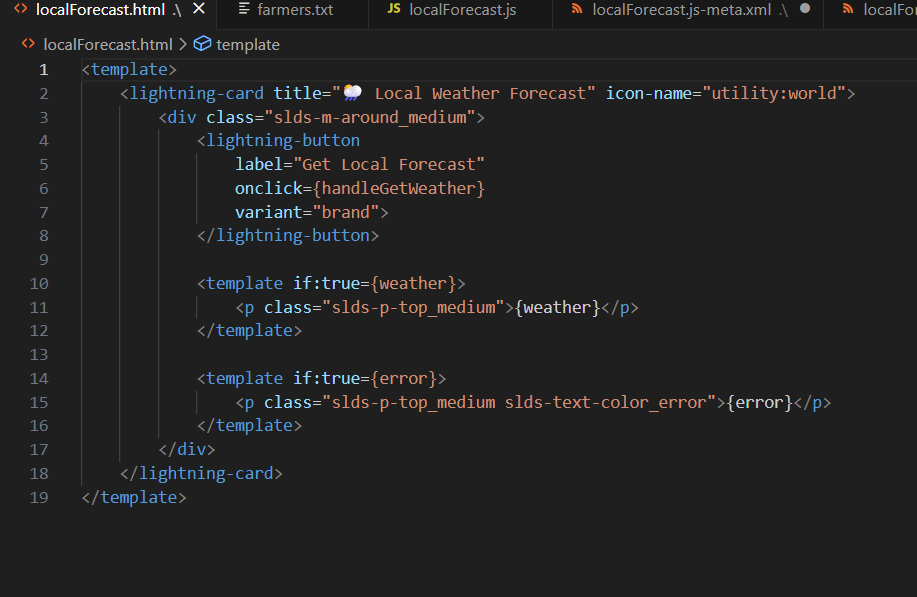 localForecast.html .\ farmers.txt JS localForecast.js localForecast.js-meta.xml .\ localFor
localForecast.html > template
1 <template>
2 <lightning-card title="⛈️ Local Weather Forecast" icon-name="utility:world">
3 <div class="slds-m-around_medium">
4 <lightning-button
5 label="Get Local Forecast"
6 onclick={handleGetWeather}
7 variant="brand">
8 </lightning-button>
9
10 <template if:true={weather}>
11 <p class="slds-p-top_medium">{weather}</p>
12 </template>
13
14 <template if:true={error}>
15 <p class="slds-p-top_medium slds-text-color_error">{error}</p>
16 </template>
17 </div>
18 </lightning-card>
19 </template>